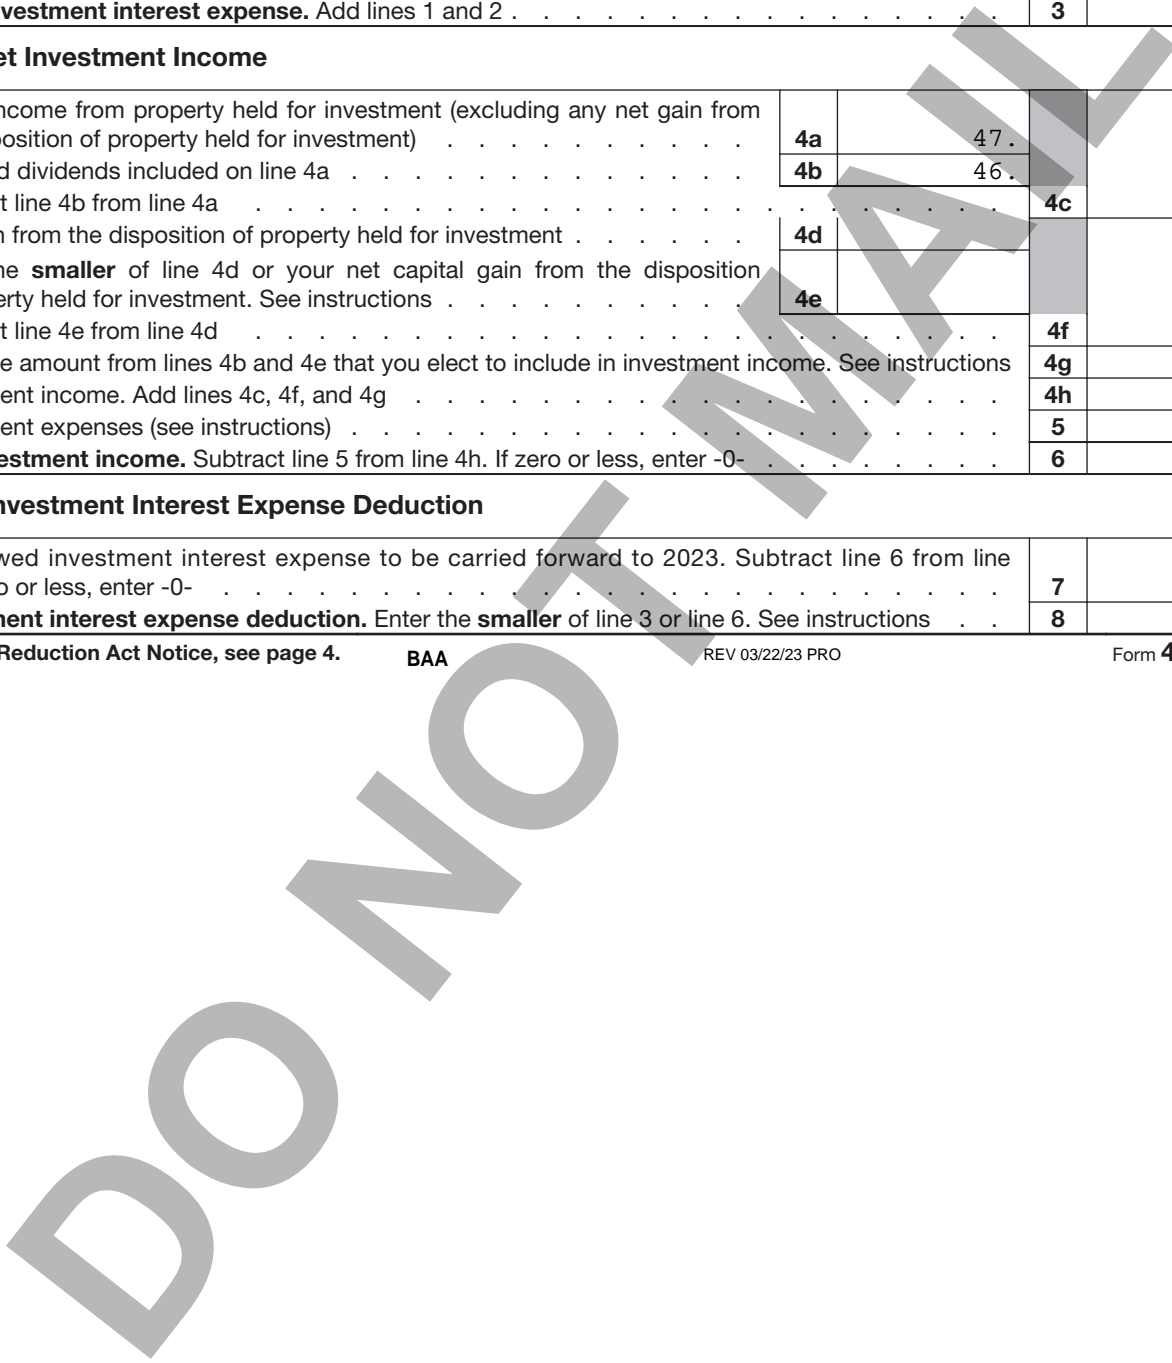 vestment interest expense. Add lines 1 and 2 . . . . . . . . . . . . . . . . 3
et Investment Income
ncome from property held for investment (excluding any net gain from
position of property held for investment) . . . . . . . . . . 4a 47.
d dividends included on line 4a . . . . . . . . . . . . . 4b 46.
t line 4b from line 4a . . . . . . . . . . . . . . . . . . . . . . . . 4c
n from the disposition of property held for investment . . . . . . 4d
he smaller of line 4d or your net capital gain from the disposition
erty held for investment. See instructions . . . . . . . . . . 4e
t line 4e from line 4d . . . . . . . . . . . . . . . . . . . . . . . . 4f
e amount from lines 4b and 4e that you elect to include in investment income. See instructions 4g
ent income. Add lines 4c, 4f, and 4g . . . . . . . . . . . . . . . . . . . 4h
ent expenses (see instructions) . . . . . . . . . . . . . . . . . . . . . 5
estment income. Subtract line 5 from line 4h. If zero or less, enter -0- . . . . . . . . 6
nvestment Interest Expense Deduction
wed investment interest expense to be carried forward to 2023. Subtract line 6 from line
o or less, enter -0- . . . . . . . . . . . . . . . . . . . . . . . . . 7
ment interest expense deduction. Enter the smaller of line 3 or line 6. See instructions . . 8
Reduction Act Notice, see page 4. BAA REV 03/22/23 PRO Form 4
DO NOT MAIL